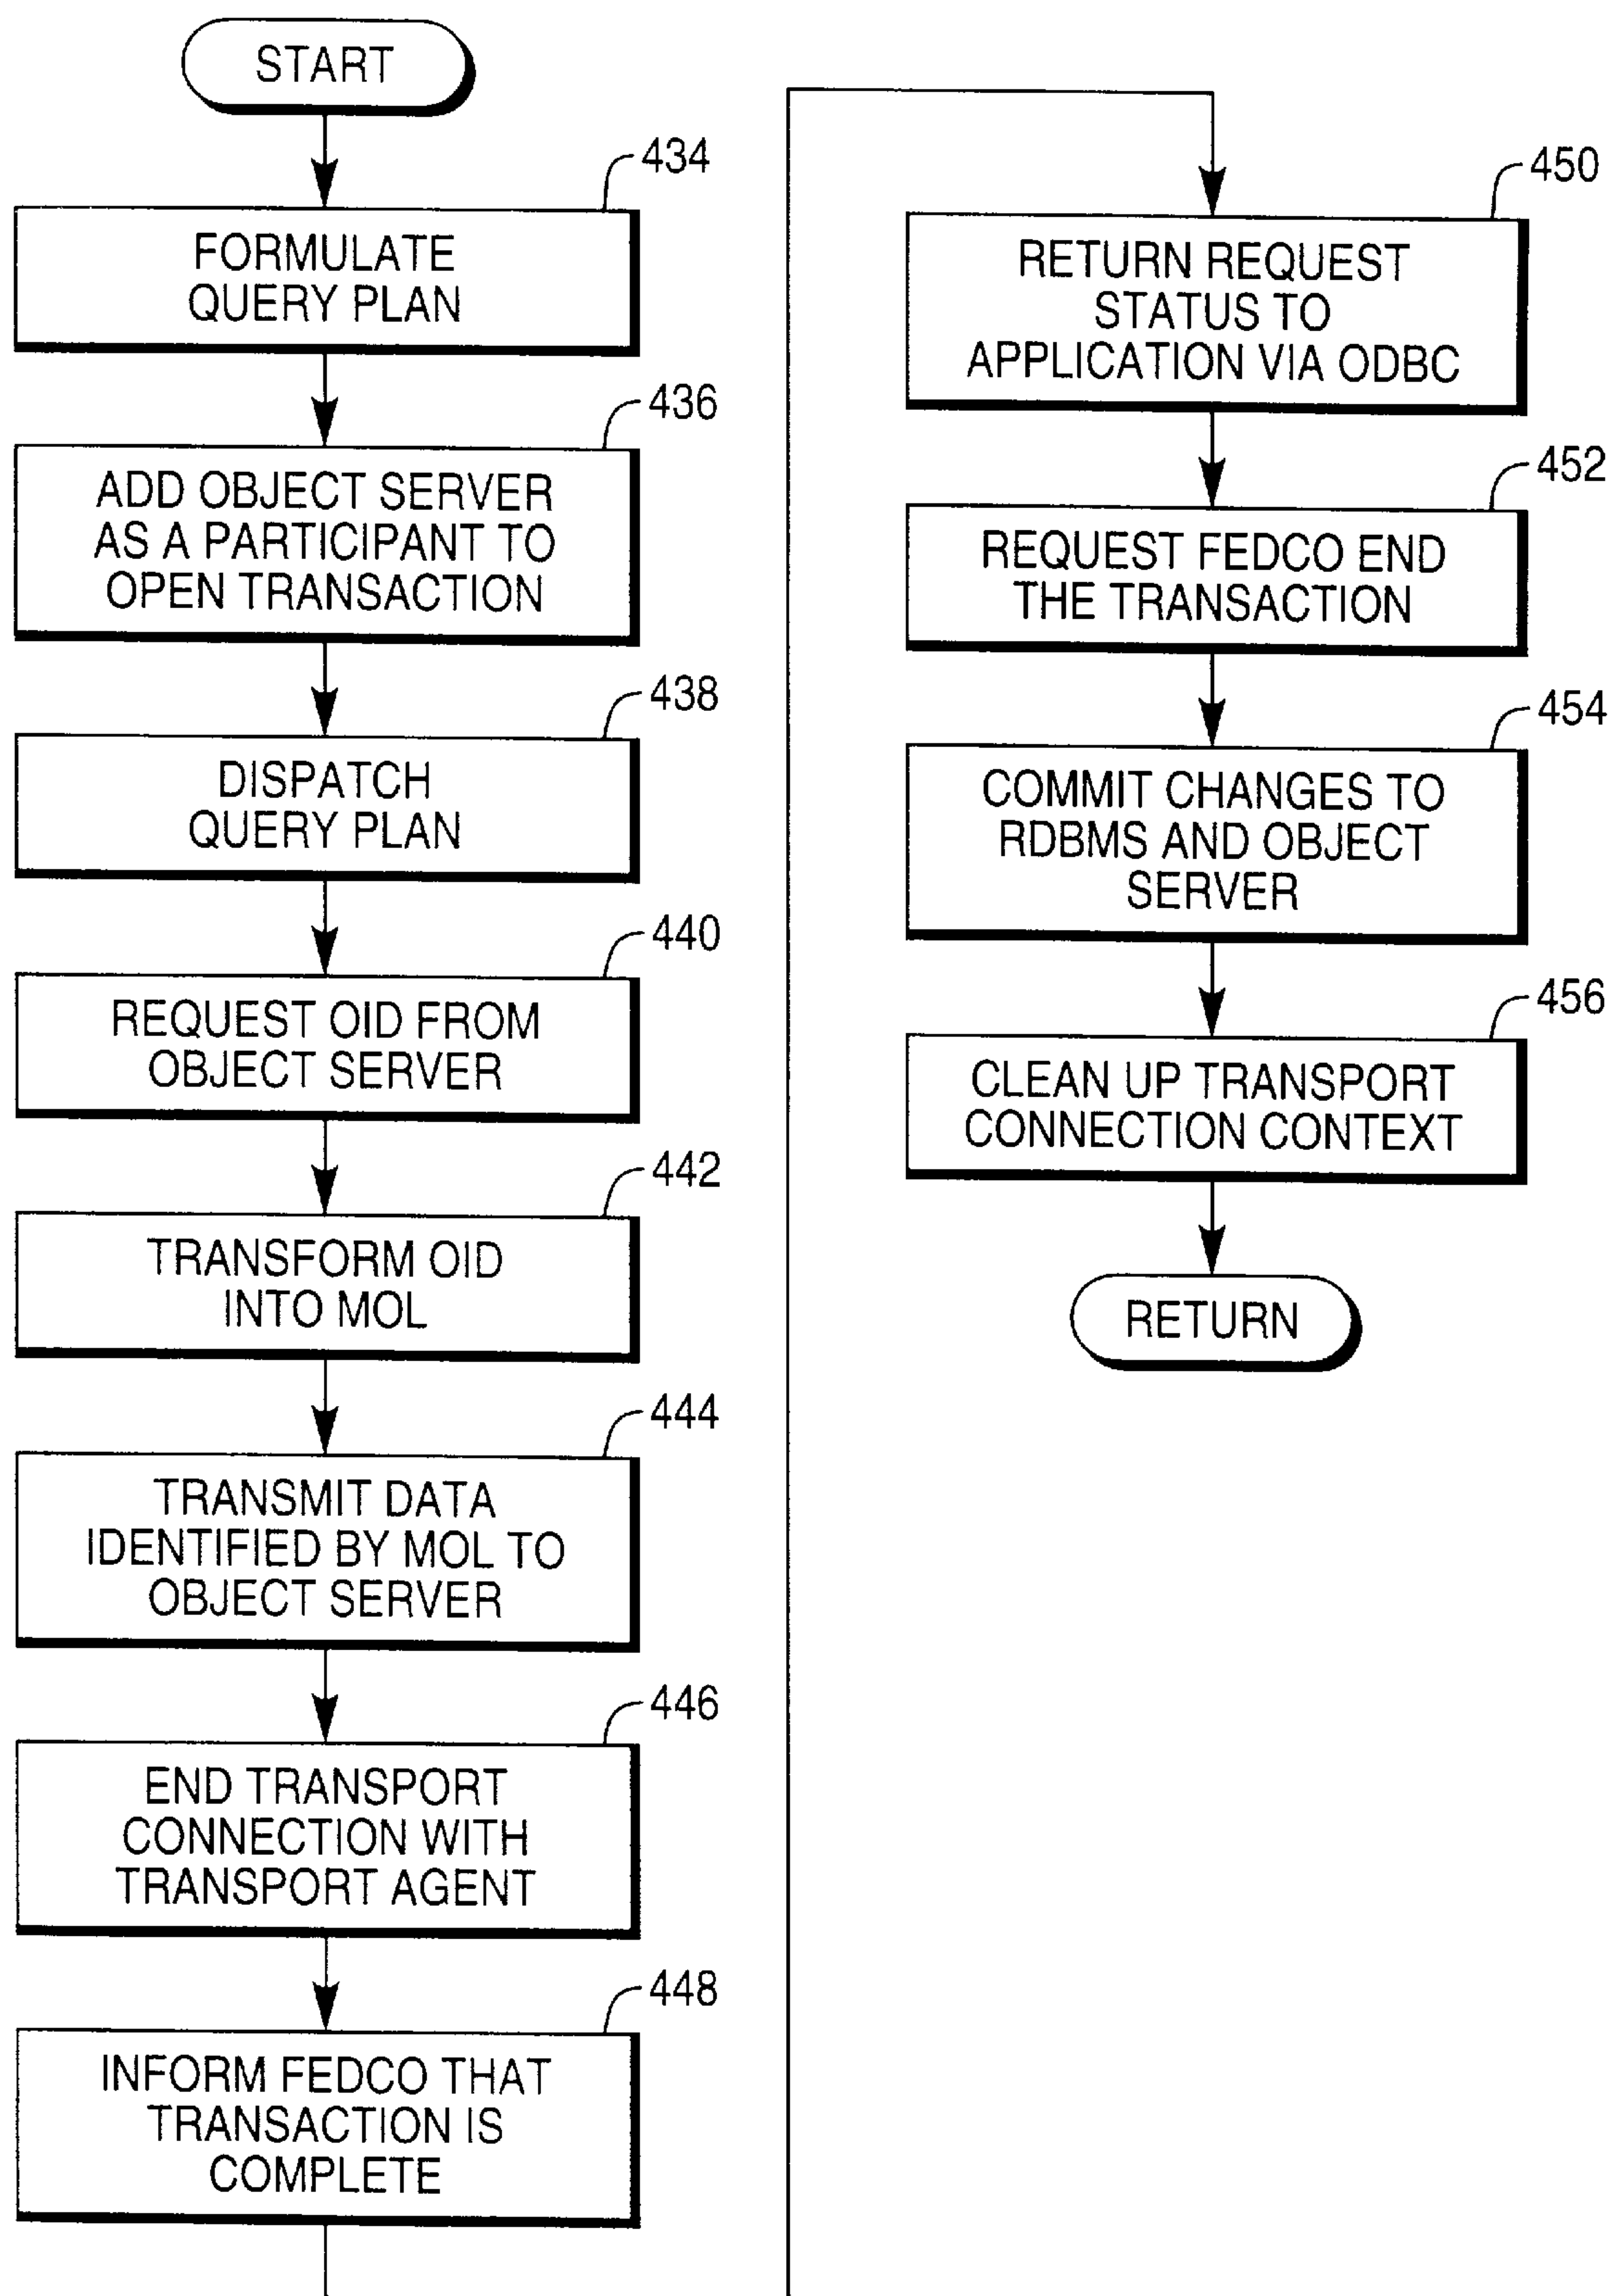 START
434
FORMULATE
QUERY PLAN
436
ADD OBJECT SERVER
AS A PARTICIPANT TO
OPEN TRANSACTION
438
DISPATCH
QUERY PLAN
440
REQUEST OID FROM
OBJECT SERVER
442
TRANSFORM OID
INTO MOL
444
TRANSMIT DATA
IDENTIFIED BY MOL TO
OBJECT SERVER
446
END TRANSPORT
CONNECTION WITH
TRANSPORT AGENT
448
INFORM FEDCO THAT
TRANSACTION IS
COMPLETE
450
RETURN REQUEST
STATUS TO
APPLICATION VIA ODBC
452
REQUEST FEDCO END
THE TRANSACTION
454
COMMIT CHANGES TO
RDBMS AND OBJECT
SERVER
456
CLEAN UP TRANSPORT
CONNECTION CONTEXT
RETURN